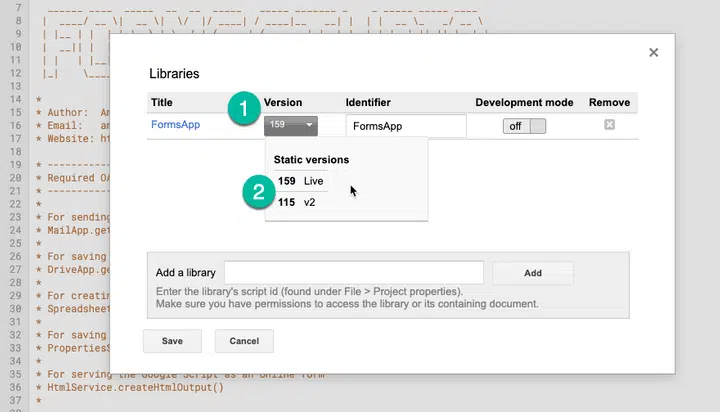 7
8
9
10
11
12
13
14
15
16
17
18
19
20
21
22
23
24
25
26
27
28
29
30
31
32
33
34
35
36
37
38
*
* Author:
* Email:
* Website:
* Required
*
* For sending
* MailApp.get
*
* For saving
* DriveApp.ge
*
* For creatin
* Spreadsheet
*
* For saving
* PropertiesS
*
* For serving the Google Script as an online form
* HtmlService.createHtmlOutput()
*
Libraries
Title Version Identifier Development mode Remove
1
FormsApp 159 FormsApp off
Static versions
2
159 Live
115 v2
Add a library Add
Enter the library's script id (found under File > Project properties).
Make sure you have permissions to access the library or its containing document.
Save Cancel